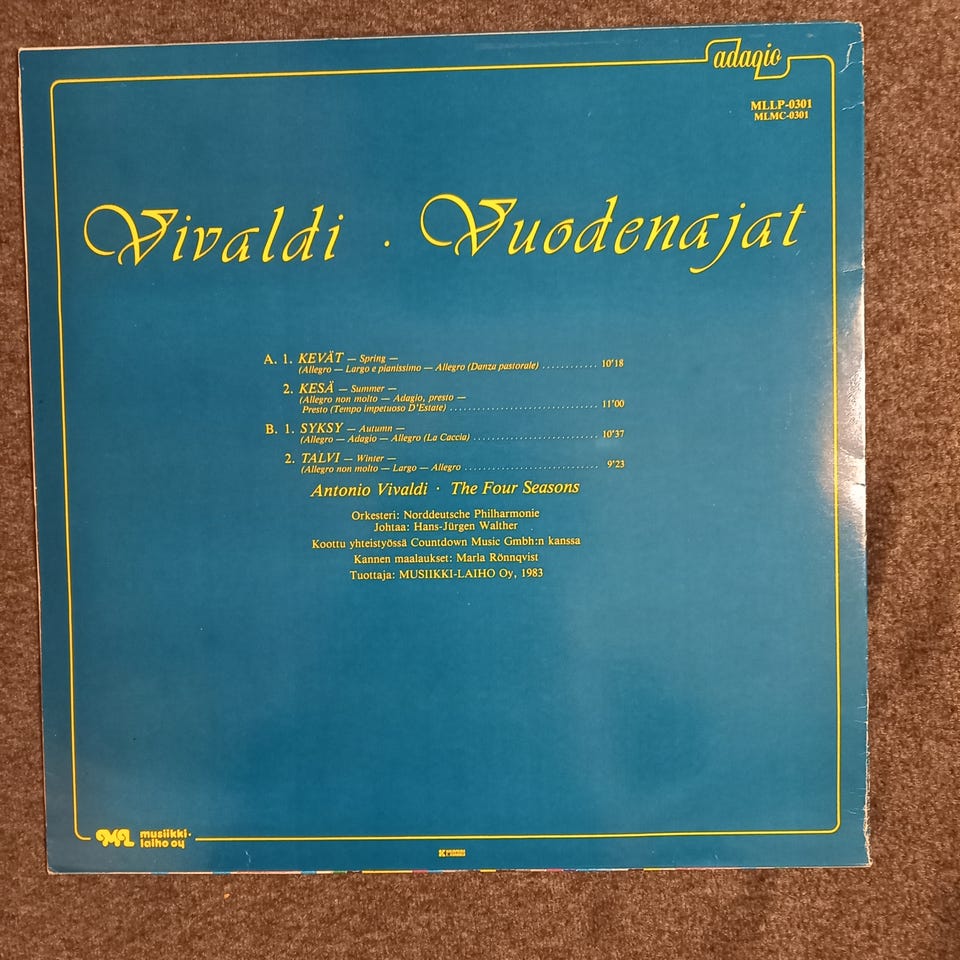 adagio
MLLP-0301
MLMC-0301
Vivaldi · Vuodenajat
A. 1. KEVÄT — Spring —
(Allegro — Largo e pianissimo — Allegro (Danza pastorale) ............ 10'18
2. KESÄ — Summer —
(Allegro non molto — Adagio, presto —
Presto (Tempo impetuoso D'Estate) .............................. 11'00
B. 1. SYKSY — Autumn —
(Allegro — Adagio — Allegro (La Caccia) ......................... 10'37
2. TALVI — Winter —
(Allegro non molto — Largo — Allegro ........................... 9'23
Antonio Vivaldi · The Four Seasons
Orkesteri: Norddeutsche Philharmonie
Johtaa: Hans-Jürgen Walther
Koottu yhteistyössä Countdown Music Gmbh:n kanssa
Kannen maalaukset: Marla Rönnqvist
Tuottaja: MUSIIKKI-LAIHO Oy, 1983
ML musiikki-
laiho oy